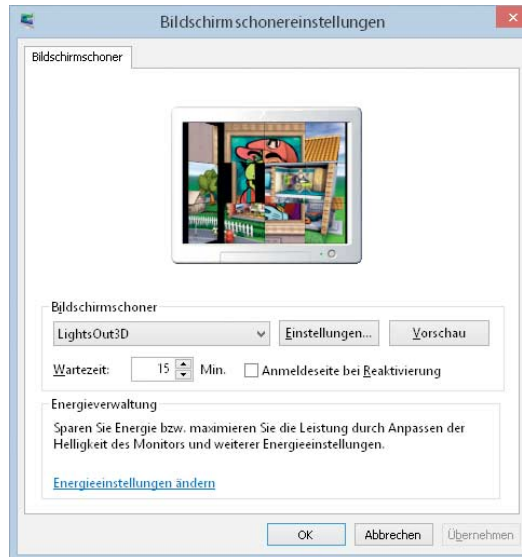 Bildschirmschonereinstellungen
Bildschirmschoner
Bildschirmschoner
LightsOut3D
Einstellungen...
Vorschau
Wartezeit: 15 Min. Anmeldeseite bei Reaktivierung
Energieverwaltung
Sparen Sie Energie bzw. maximieren Sie die Leistung durch Anpassen der
Helligkeit des Monitors und weiterer Energieeinstellungen.
Energieeinstellungen ändern
OK
Abbrechen
Übernehmen